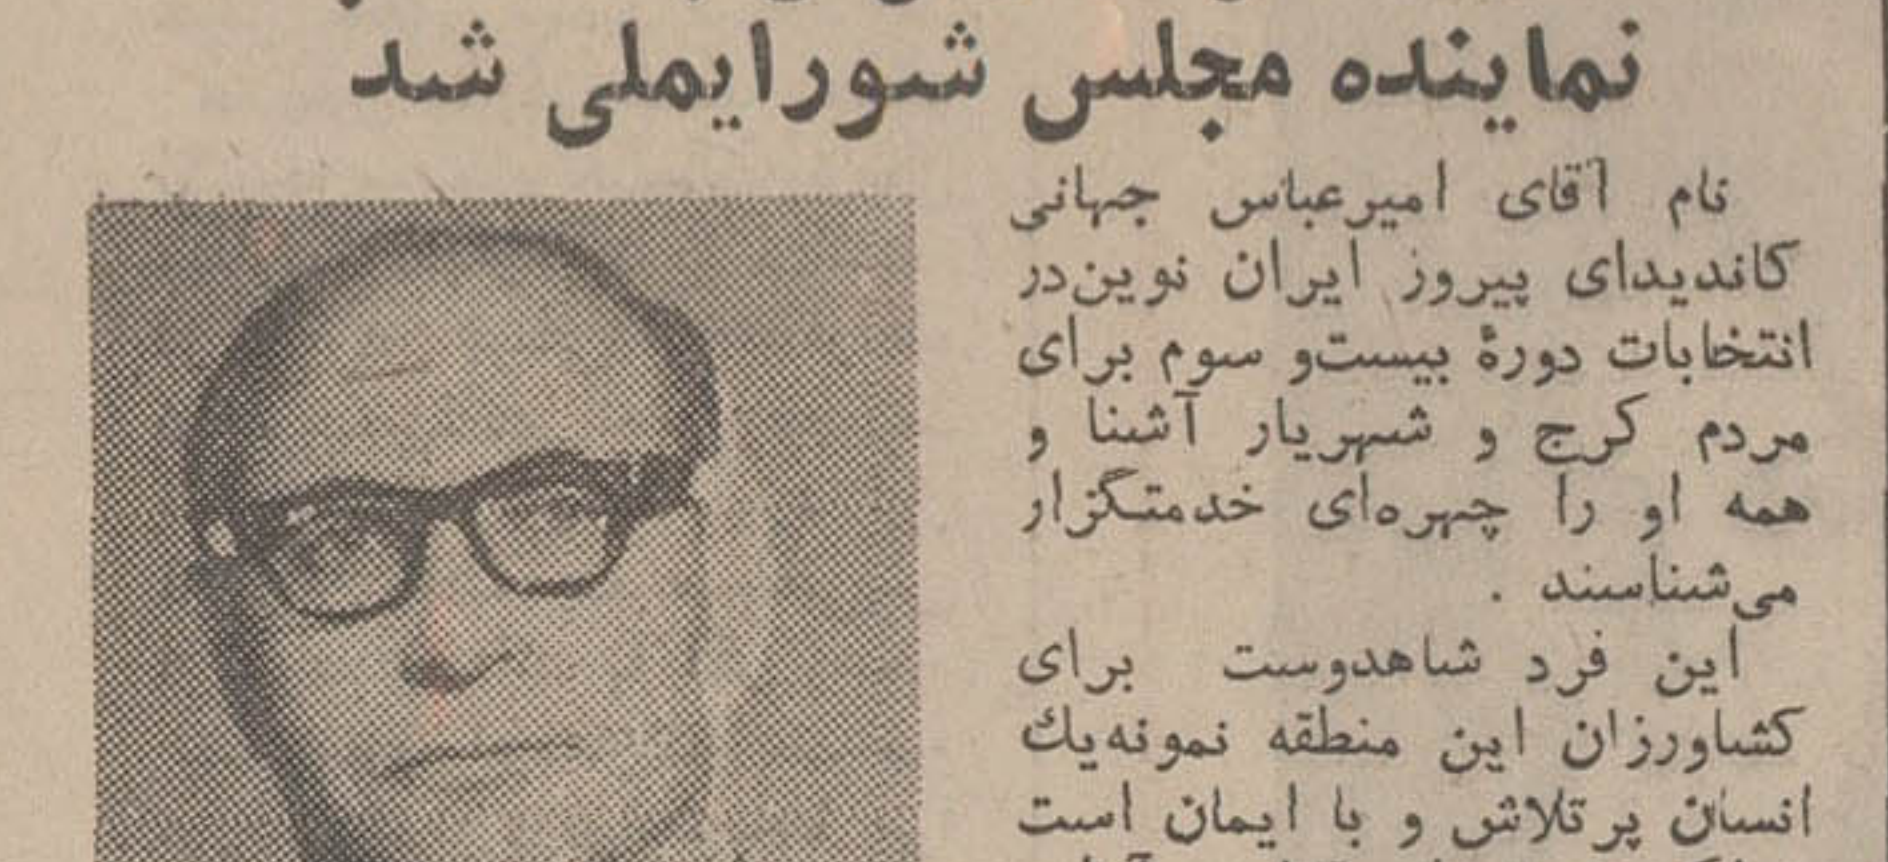 نماینده مجلس شورایملی شد
نام آقای امیرعباس جهانی
کاندیدای پیروز ایران نوین‌در
انتخابات دورۀ بیست‌و سوم برای
مردم کرج و شهریار آشنا و
همه او را چهره‌ای خدمتگزار
می‌شناسند .
این فرد شاهدوست برای
کشاورزان این منطقه نمونه‌یك
انسان پرتلاش و با ایمان است